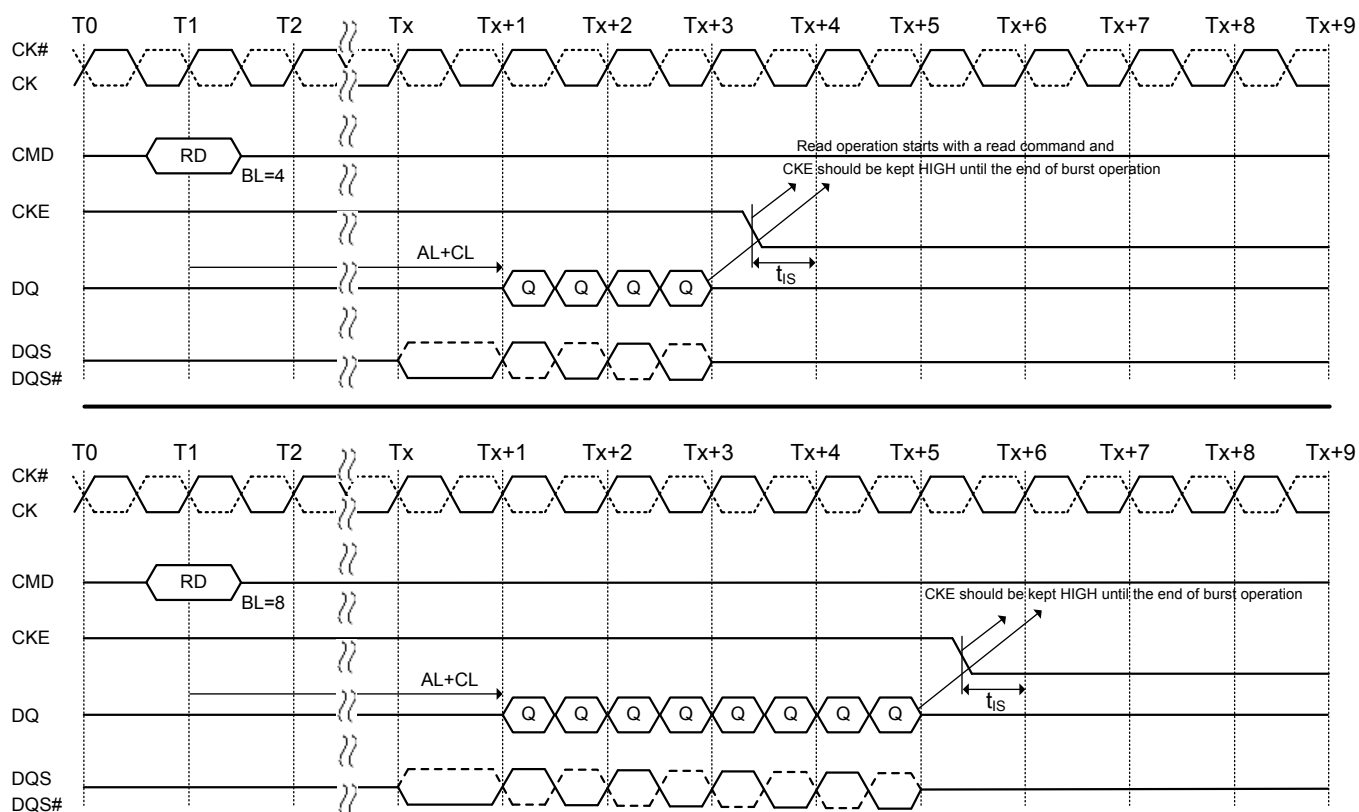 T0 T1 T2 Tx Tx+1 Tx+2 Tx+3 Tx+4 Tx+5 Tx+6 Tx+7 Tx+8 Tx+9
CK#
CK
CMD RD
BL=4
Read operation starts with a read command and
CKE should be kept HIGH until the end of burst operation
CKE
AL+CL
tIS
DQ Q Q Q Q
DQS
DQS#
T0 T1 T2 Tx Tx+1 Tx+2 Tx+3 Tx+4 Tx+5 Tx+6 Tx+7 Tx+8 Tx+9
CK#
CK
CMD RD
BL=8
CKE should be kept HIGH until the end of burst operation
CKE
AL+CL
tIS
DQ Q Q Q Q Q Q Q Q
DQS
DQS#